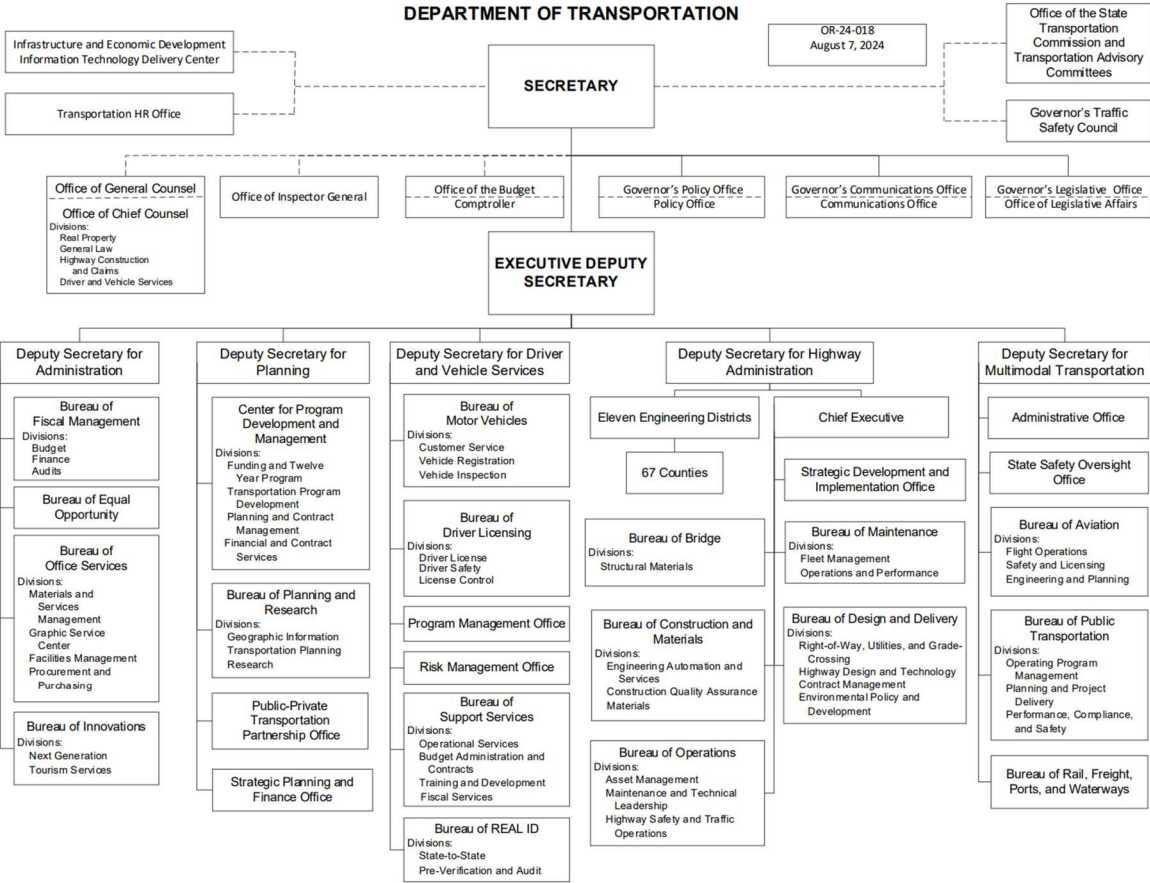 DEPARTMENT OF TRANSPORTATION
OR-24-018
August 7, 2024
Infrastructure and Economic Development
Information Technology Delivery Center
Transportation HR Office
SECRETARY
Office of the State
Transportation
Commission and
Transportation Advisory
Committees
Governor's Traffic
Safety Council
Office of General Counsel
Office of Chief Counsel
Divisions:
Real Property
General Law
Highway Construction
and Claims
Driver and Vehicle Services
Office of Inspector General
Office of the Budget
Comptroller
Governor's Policy Office
Policy Office
Governor's Communications Office
Communications Office
Governor's Legislative Office
Office of Legislative Affairs
EXECUTIVE DEPUTY
SECRETARY
Deputy Secretary for
Administration
Bureau of
Fiscal Management
Divisions:
Budget
Finance
Audits
Bureau of Equal
Opportunity
Bureau of
Office Services
Divisions:
Materials and
Services
Management
Graphic Service
Center
Facilities Management
Procurement and
Purchasing
Bureau of Innovations
Divisions:
Next Generation
Tourism Services
Deputy Secretary for
Planning
Center for Program
Development and
Management
Divisions:
Funding and Twelve
Year Program
Transportation Program
Development
Planning and Contract
Management
Financial and Contract
Services
Bureau of Planning and
Research
Divisions:
Geographic Information
Transportation Planning
Research
Public-Private
Transportation
Partnership Office
Strategic Planning and
Finance Office
Deputy Secretary for Driver
and Vehicle Services
Bureau of
Motor Vehicles
Divisions:
Customer Service
Vehicle Registration
Vehicle Inspection
Bureau of
Driver Licensing
Divisions:
Driver License
Driver Safety
License Control
Program Management Office
Risk Management Office
Bureau of
Support Services
Divisions:
Operational Services
Budget Administration and
Contracts
Training and Development
Fiscal Services
Bureau of REAL ID
Divisions:
State-to-State
Pre-Verification and Audit
Deputy Secretary for Highway
Administration
Eleven Engineering Districts
67 Counties
Chief Executive
Strategic Development and
Implementation Office
Bureau of Bridge
Divisions:
Structural Materials
Bureau of Maintenance
Divisions:
Fleet Management
Operations and Performance
Bureau of Construction and
Materials
Divisions:
Engineering Automation and
Services
Construction Quality Assurance
Materials
Bureau of Design and Delivery
Divisions:
Right-of-Way, Utilities, and Grade-
Crossing
Highway Design and Technology
Contract Management
Environmental Policy and
Development
Bureau of Operations
Divisions:
Asset Management
Maintenance and Technical
Leadership
Highway Safety and Traffic
Operations
Deputy Secretary for
Multimodal Transportation
Administrative Office
State Safety Oversight
Office
Bureau of Aviation
Divisions:
Flight Operations
Safety and Licensing
Engineering and Planning
Bureau of Public
Transportation
Divisions:
Operating Program
Management
Planning and Project
Delivery
Performance, Compliance,
and Safety
Bureau of Rail, Freight,
Ports, and Waterways